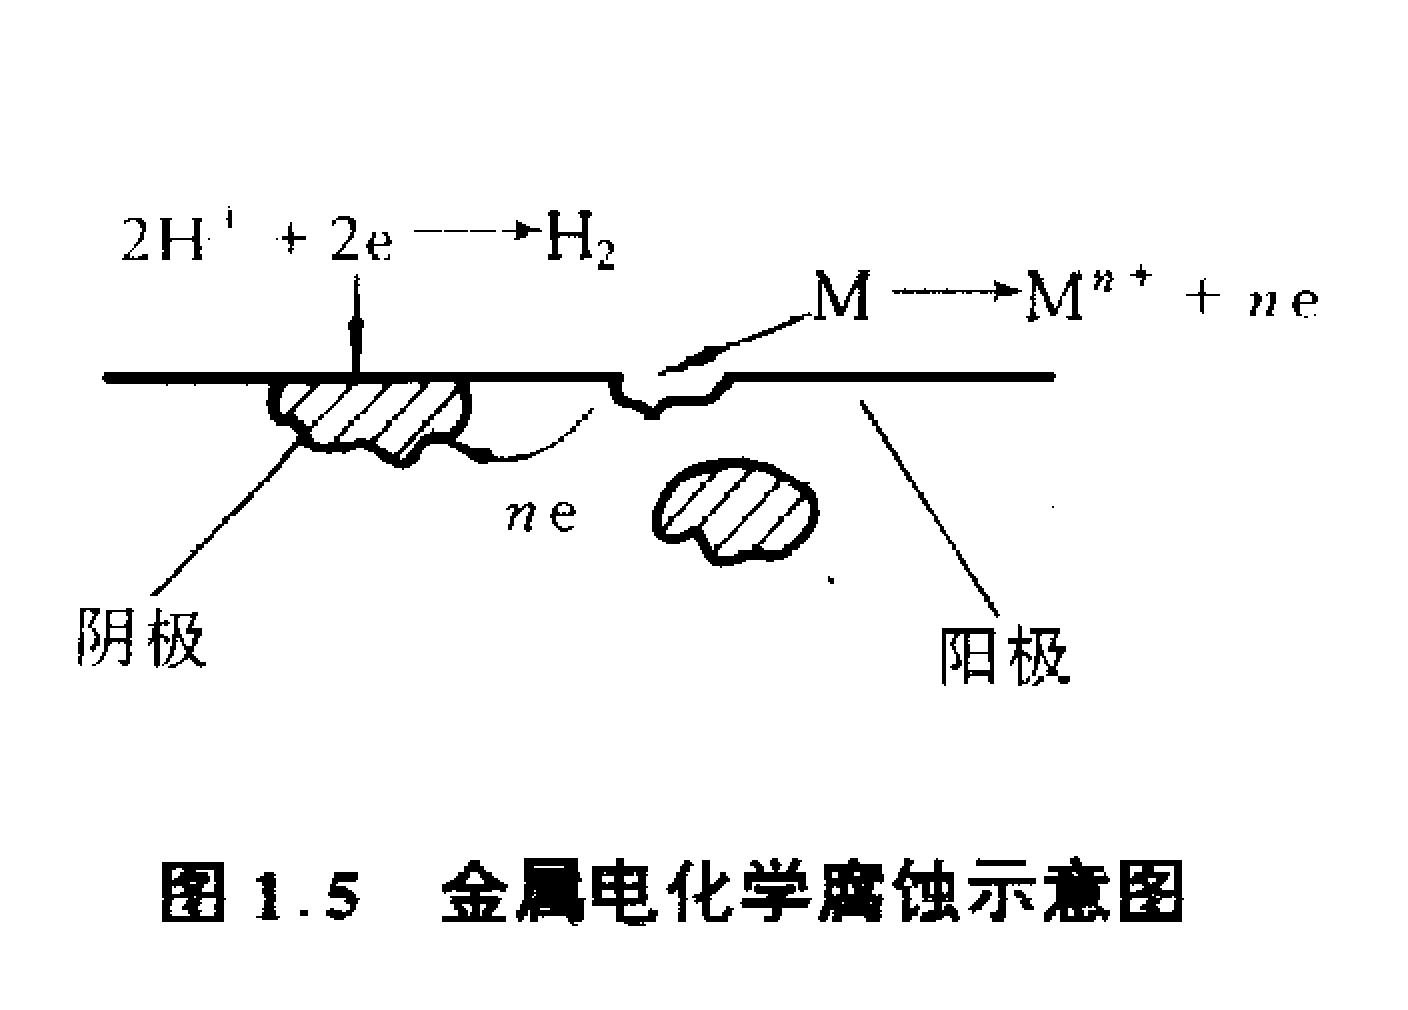 2H⁺ + 2e ⟶ H₂
M ⟶ Mⁿ⁺ + ne
ne
阴极
阳极
图 1.5 金属电化学腐蚀示意图